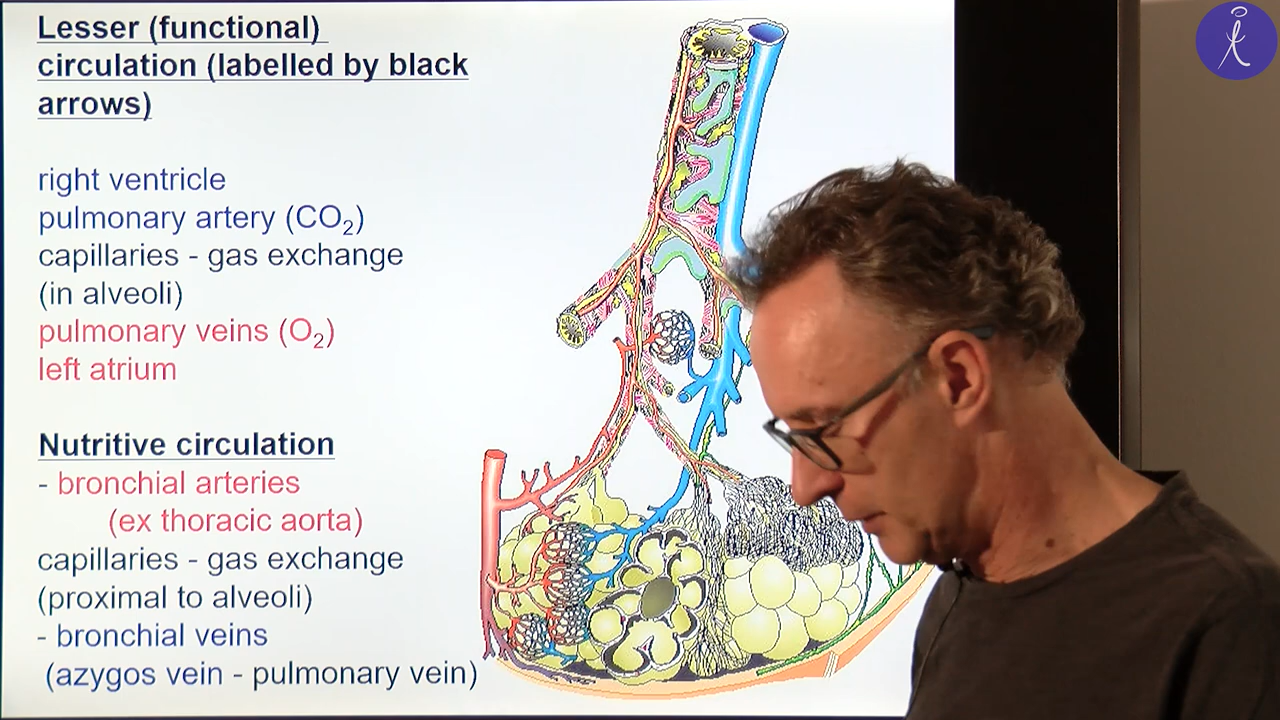 Lesser (functional)
circulation (labelled by black
arrows)
right ventricle
pulmonary artery (CO₂)
capillaries - gas exchange
(in alveoli)
pulmonary veins (O₂)
left atrium
Nutritive circulation
- bronchial arteries
(ex thoracic aorta)
capillaries - gas exchange
(proximal to alveoli)
- bronchial veins
(azygos vein - pulmonary vein)